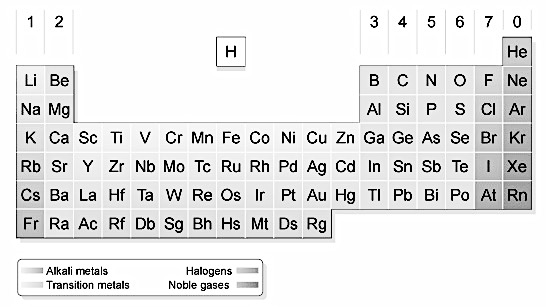 1 2 3 4 5 6 7 0
H He
Li Be B C N O F Ne
Na Mg Al Si P S Cl Ar
K Ca Sc Ti V Cr Mn Fe Co Ni Cu Zn Ga Ge As Se Br Kr
Rb Sr Y Zr Nb Mo Tc Ru Rh Pd Ag Cd In Sn Sb Te I Xe
Cs Ba La Hf Ta W Re Os Ir Pt Au Hg Tl Pb Bi Po At Rn
Fr Ra Ac Rf Db Sg Bh Hs Mt Ds Rg
Alkali metals Halogens
Transition metals Noble gases